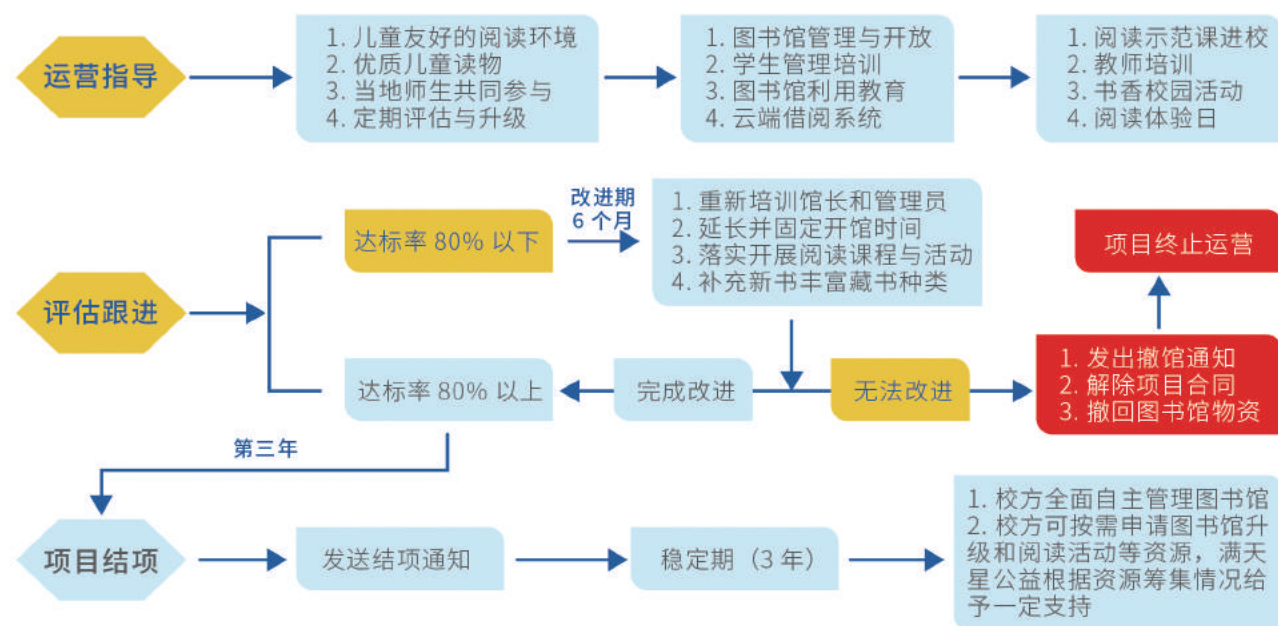 运营指导
1. 儿童友好的阅读环境
2. 优质儿童读物
3. 当地师生共同参与
4. 定期评估与升级
1. 图书馆管理与开放
2. 学生管理培训
3. 图书馆利用教育
4. 云端借阅系统
1. 阅读示范课进校
2. 教师培训
3. 书香校园活动
4. 阅读体验日
评估跟进
达标率 80% 以下
改进期
6 个月
1. 重新培训馆长和管理员
2. 延长并固定开馆时间
3. 落实开展阅读课程与活动
4. 补充新书丰富藏书种类
项目终止运营
达标率 80% 以上
完成改进
无法改进
1. 发出撤馆通知
2. 解除项目合同
3. 撤回图书馆物资
第三年
项目结项
发送结项通知
稳定期（3 年）
1. 校方全面自主管理图书馆
2. 校方可按需申请图书馆升
级和阅读活动等资源，满天
星公益根据资源筹集情况给
予一定支持